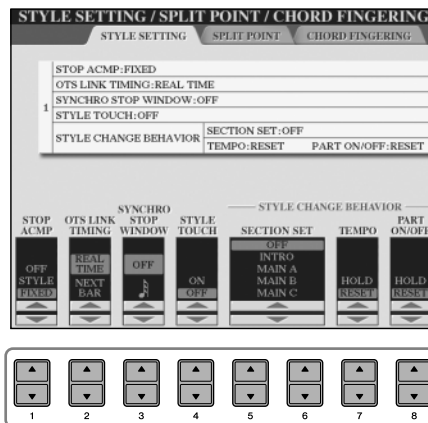 STYLE SETTING / SPLIT POINT / CHORD FINGERING
STYLE SETTING SPLIT POINT CHORD FINGERING
1
STOP ACMP:FIXED
OTS LINK TIMING:REAL TIME
SYNCHRO STOP WINDOW:OFF
STYLE TOUCH:OFF
STYLE CHANGE BEHAVIOR
SECTION SET:OFF
TEMPO:RESET PART ON/OFF:RESET
STYLE CHANGE BEHAVIOR
STOP ACMP
OFF
STYLE
FIXED
OTS LINK TIMING
REAL TIME
NEXT BAR
SYNCHRO STOP WINDOW
OFF
STYLE TOUCH
ON
OFF
SECTION SET
OFF
INTRO
MAIN A
MAIN B
MAIN C
TEMPO
HOLD
RESET
PART ON/OFF
HOLD
RESET
1 2 3 4 5 6 7 8